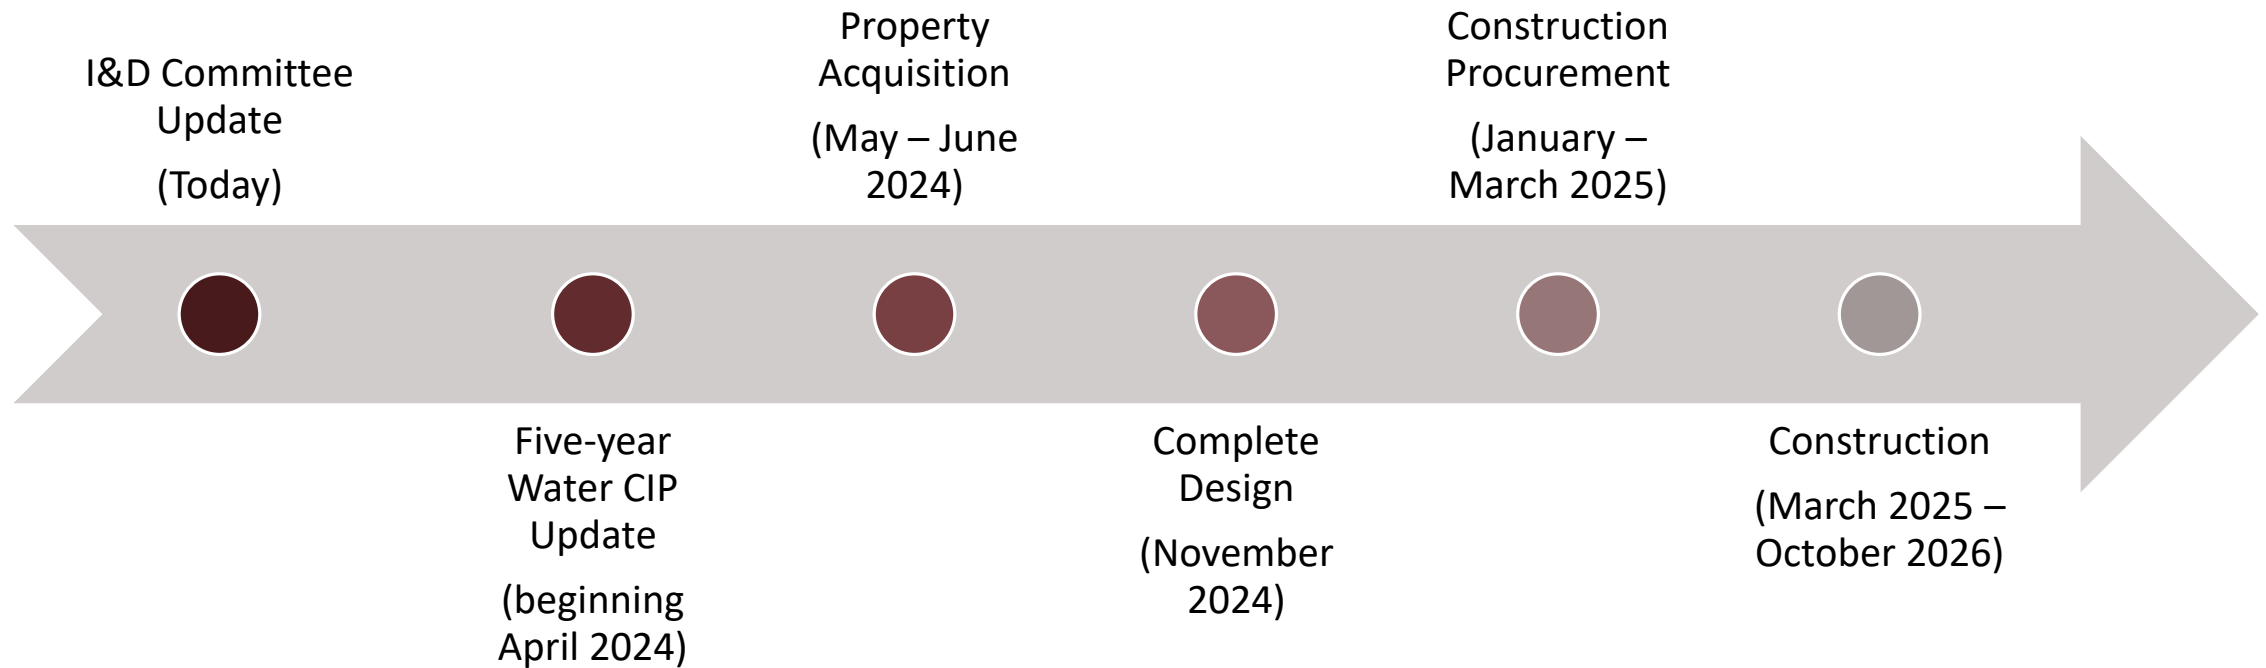 I&D Committee
Update
(Today)
Five-year
Water CIP
Update
(beginning
April 2024)
Property
Acquisition
(May – June
2024)
Complete
Design
(November
2024)
Construction
Procurement
(January –
March 2025)
Construction
(March 2025 –
October 2026)